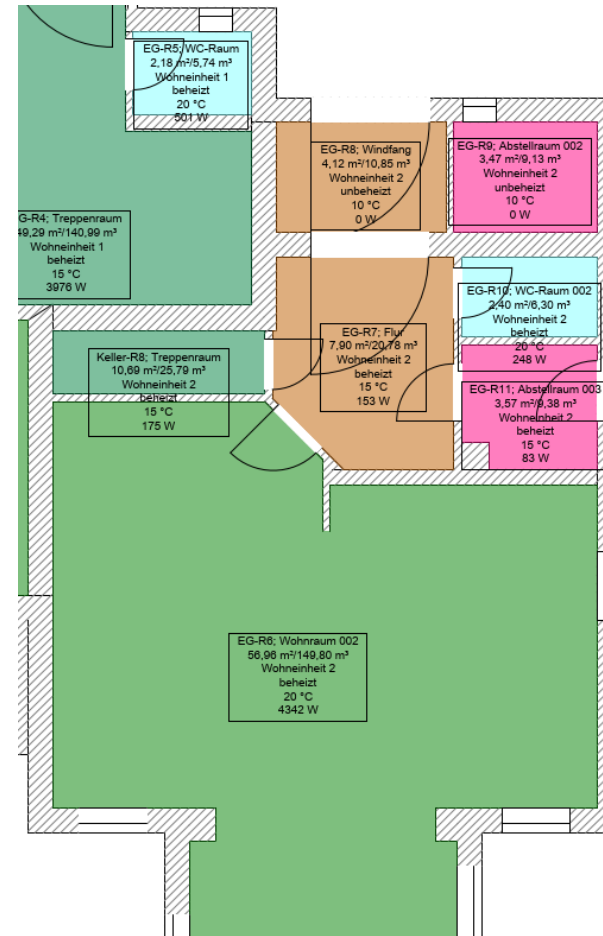 EG-R5; WC-Raum
2,18 m²/5,74 m³
Wohneinheit 1
beheizt
20 °C
501 W
EG-R8; Windfang
4,12 m²/10,85 m³
Wohneinheit 2
unbeheizt
10 °C
0 W
EG-R9; Abstellraum 002
3,47 m²/9,13 m³
Wohneinheit 2
unbeheizt
10 °C
0 W
G-R4; Treppenraum
49,29 m²/140,99 m³
Wohneinheit 1
beheizt
15 °C
3976 W
EG-R10; WC-Raum 002
2,40 m²/6,30 m³
Wohneinheit 2
beheizt
20 °C
248 W
EG-R7; Flur
7,90 m²/20,78 m³
Wohneinheit 2
beheizt
15 °C
153 W
Keller-R8; Treppenraum
10,69 m²/25,79 m³
Wohneinheit 2
beheizt
15 °C
175 W
EG-R11; Abstellraum 003
3,57 m²/9,38 m³
Wohneinheit 2
beheizt
15 °C
83 W
EG-R6; Wohnraum 002
56,96 m²/149,80 m³
Wohneinheit 2
beheizt
20 °C
4342 W